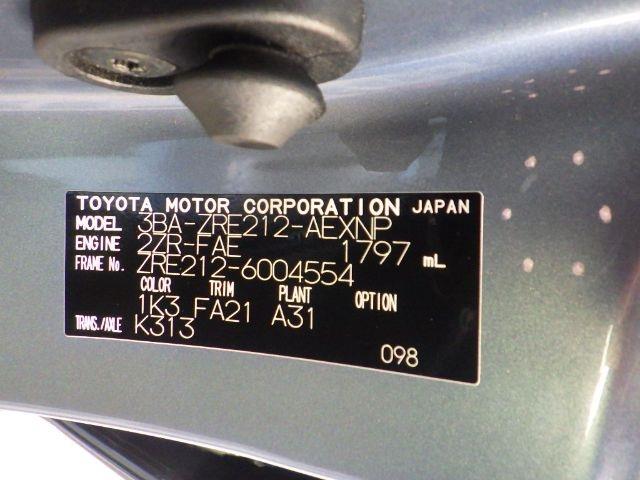 TOYOTA MOTOR CORPORATION JAPAN
MODEL 3BA-ZRE212-AEXNP
ENGINE 2ZR-FAE 1797 mL
FRAME No. ZRE212-6004554
COLOR TRIM PLANT OPTION
1K3 FA21 A31
TRANS./AXLE K313
098